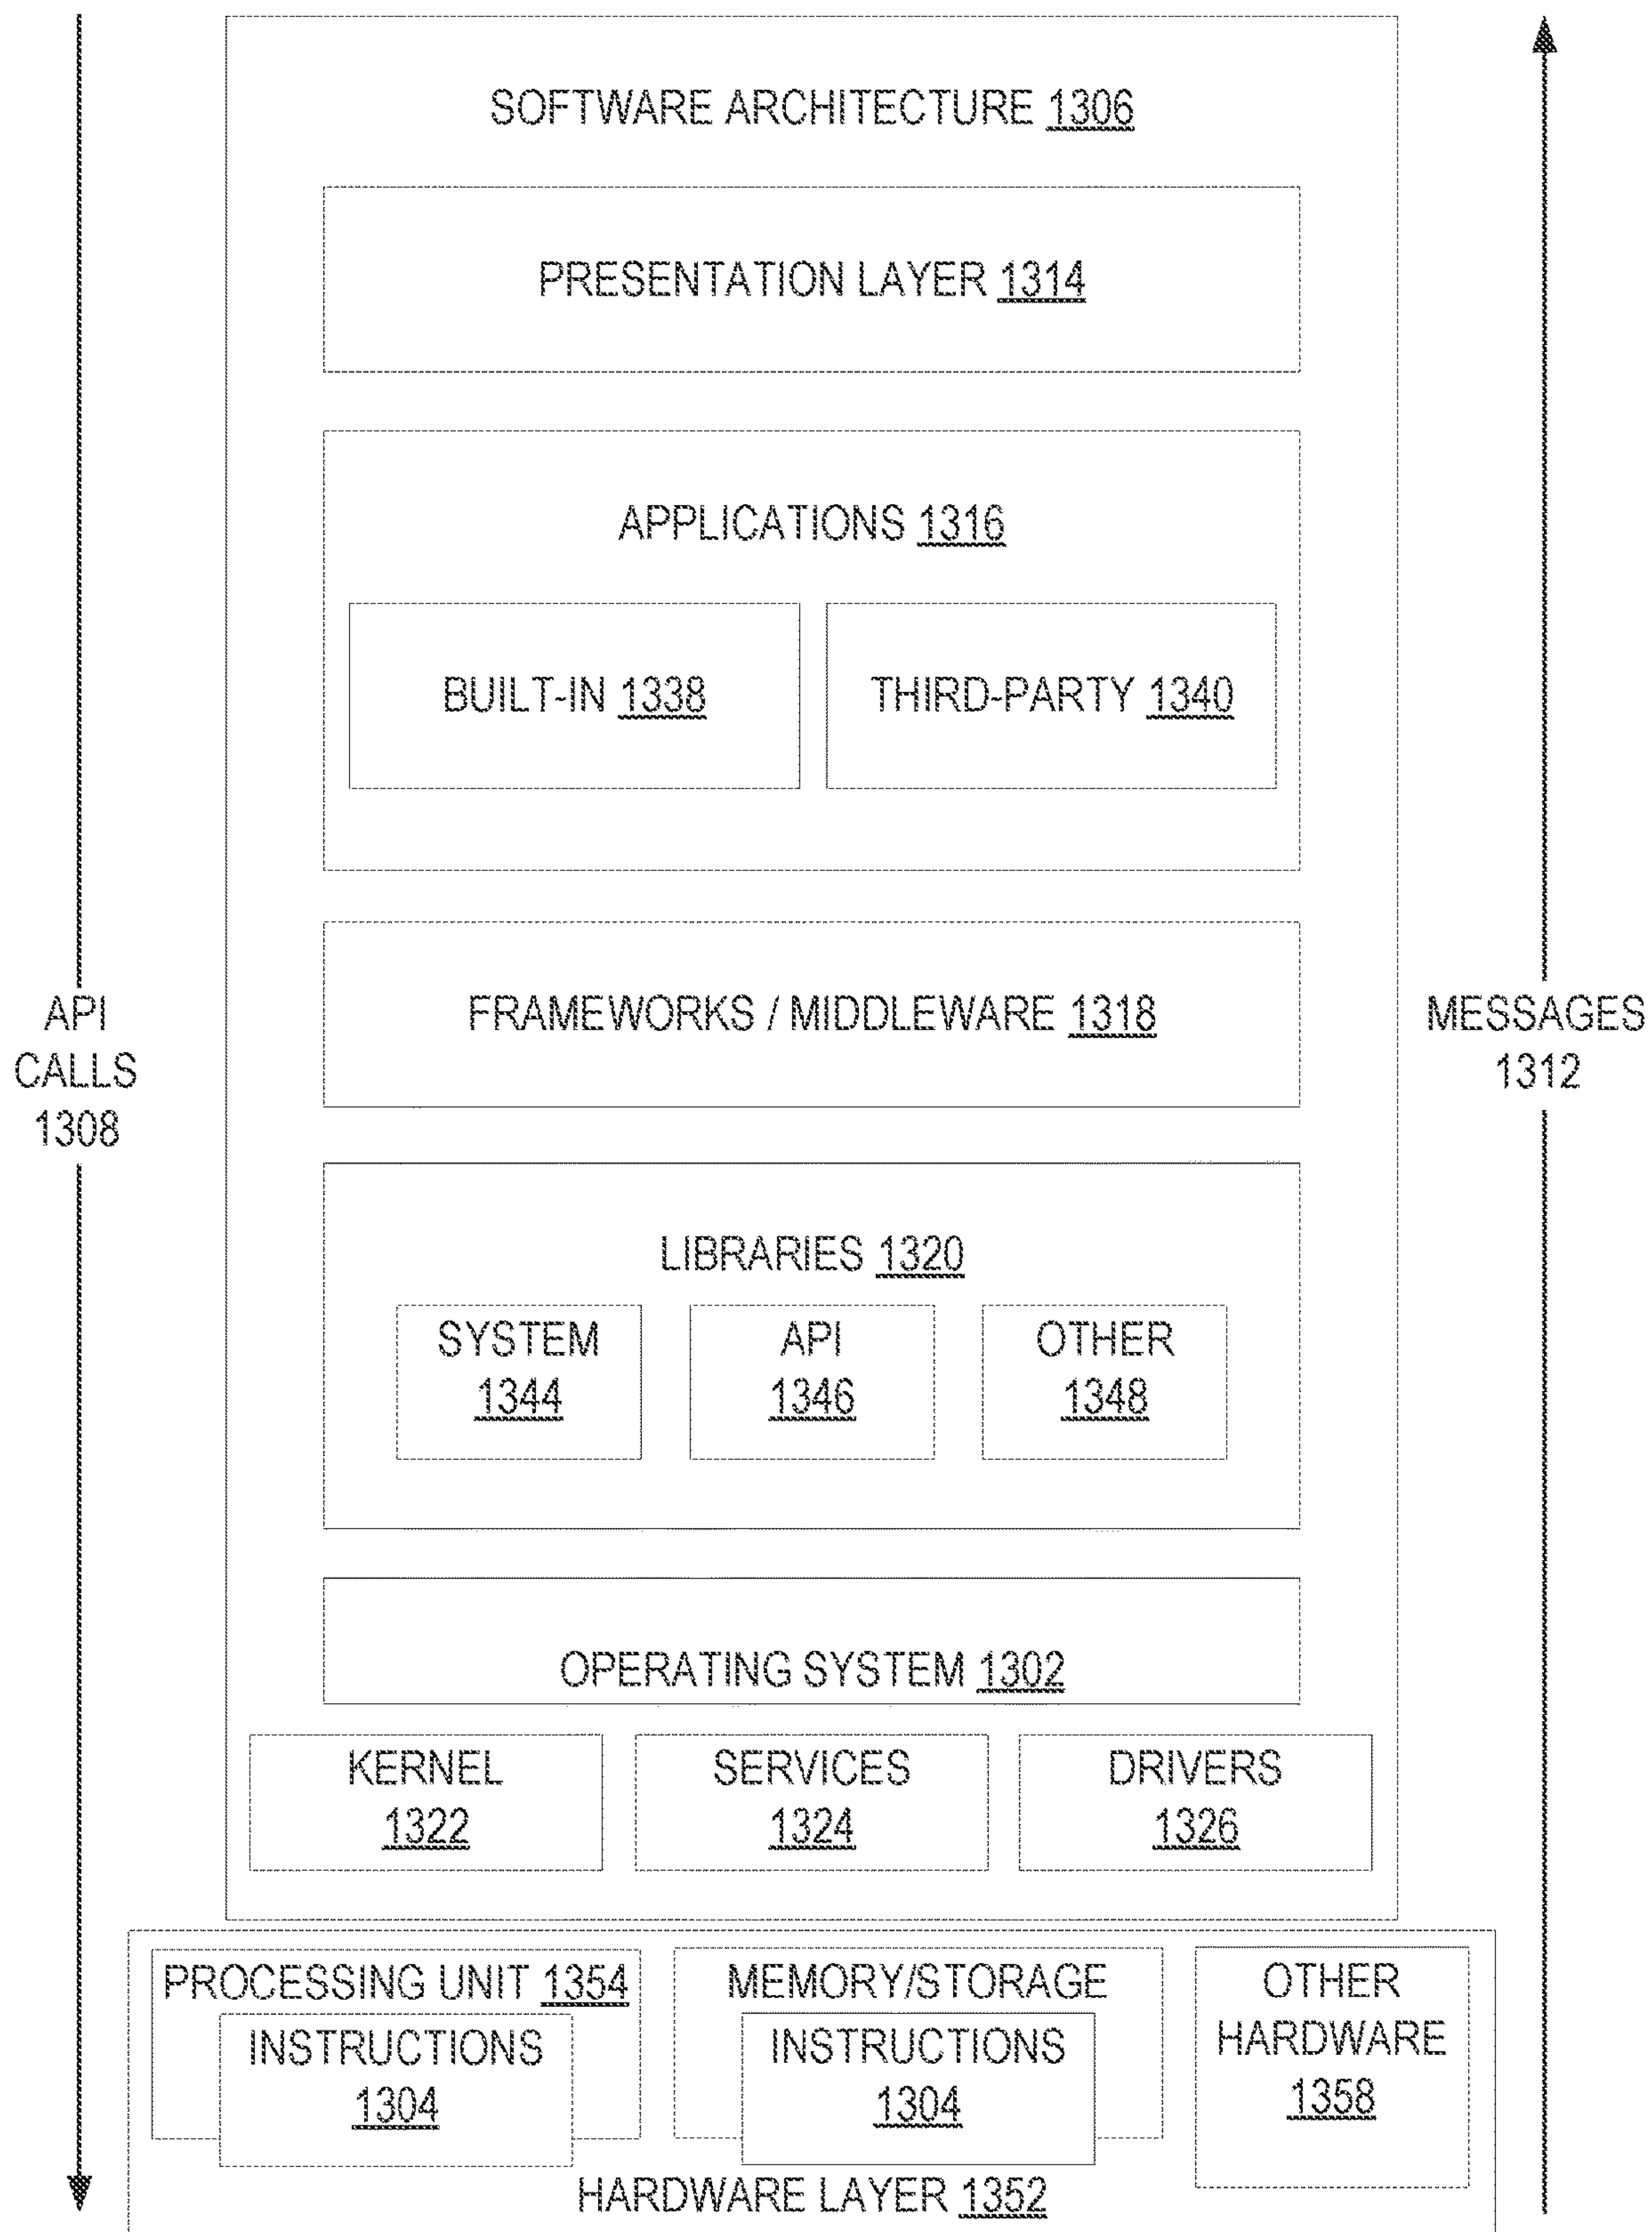 SOFTWARE ARCHITECTURE 1306
PRESENTATION LAYER 1314
APPLICATIONS 1316
BUILT-IN 1338
THIRD-PARTY 1340
API
CALLS
1308
FRAMEWORKS / MIDDLEWARE 1318
MESSAGES
1312
LIBRARIES 1320
SYSTEM
1344
API
1346
OTHER
1348
OPERATING SYSTEM 1302
KERNEL
1322
SERVICES
1324
DRIVERS
1326
PROCESSING UNIT 1354
INSTRUCTIONS
1304
MEMORY/STORAGE
INSTRUCTIONS
1304
OTHER
HARDWARE
1358
HARDWARE LAYER 1352